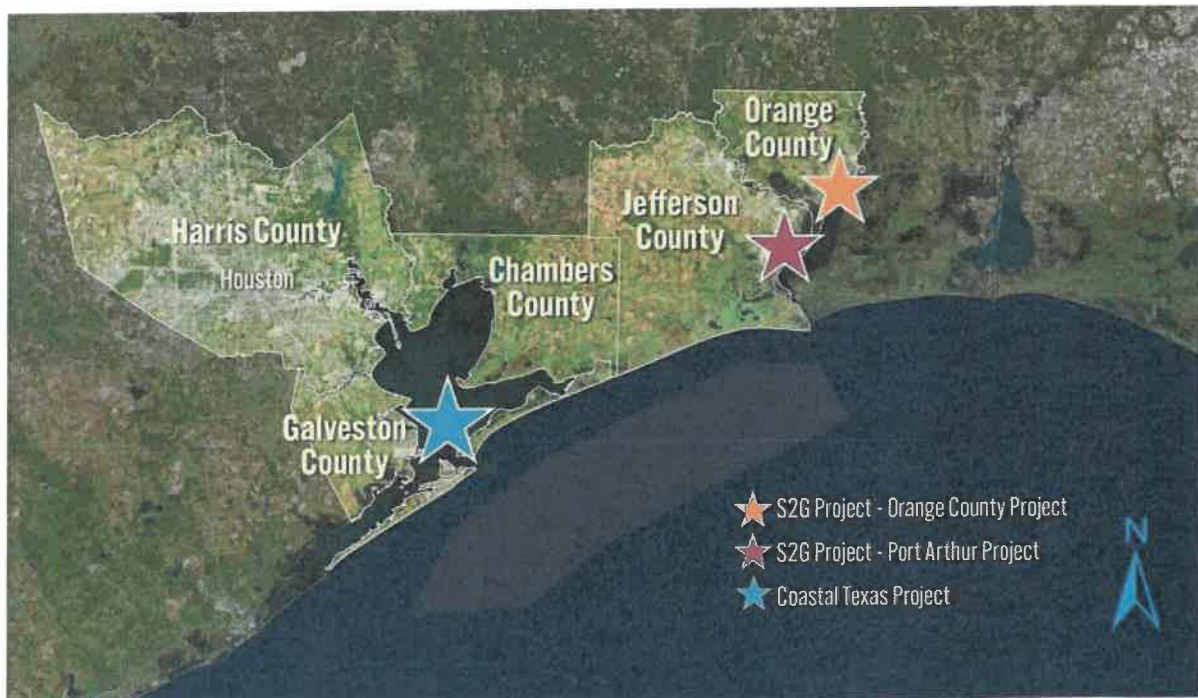 Orange
County
Jefferson
County
Harris County
Houston
Chambers
County
Galveston
County
S2G Project - Orange County Project
S2G Project - Port Arthur Project
Coastal Texas Project
N